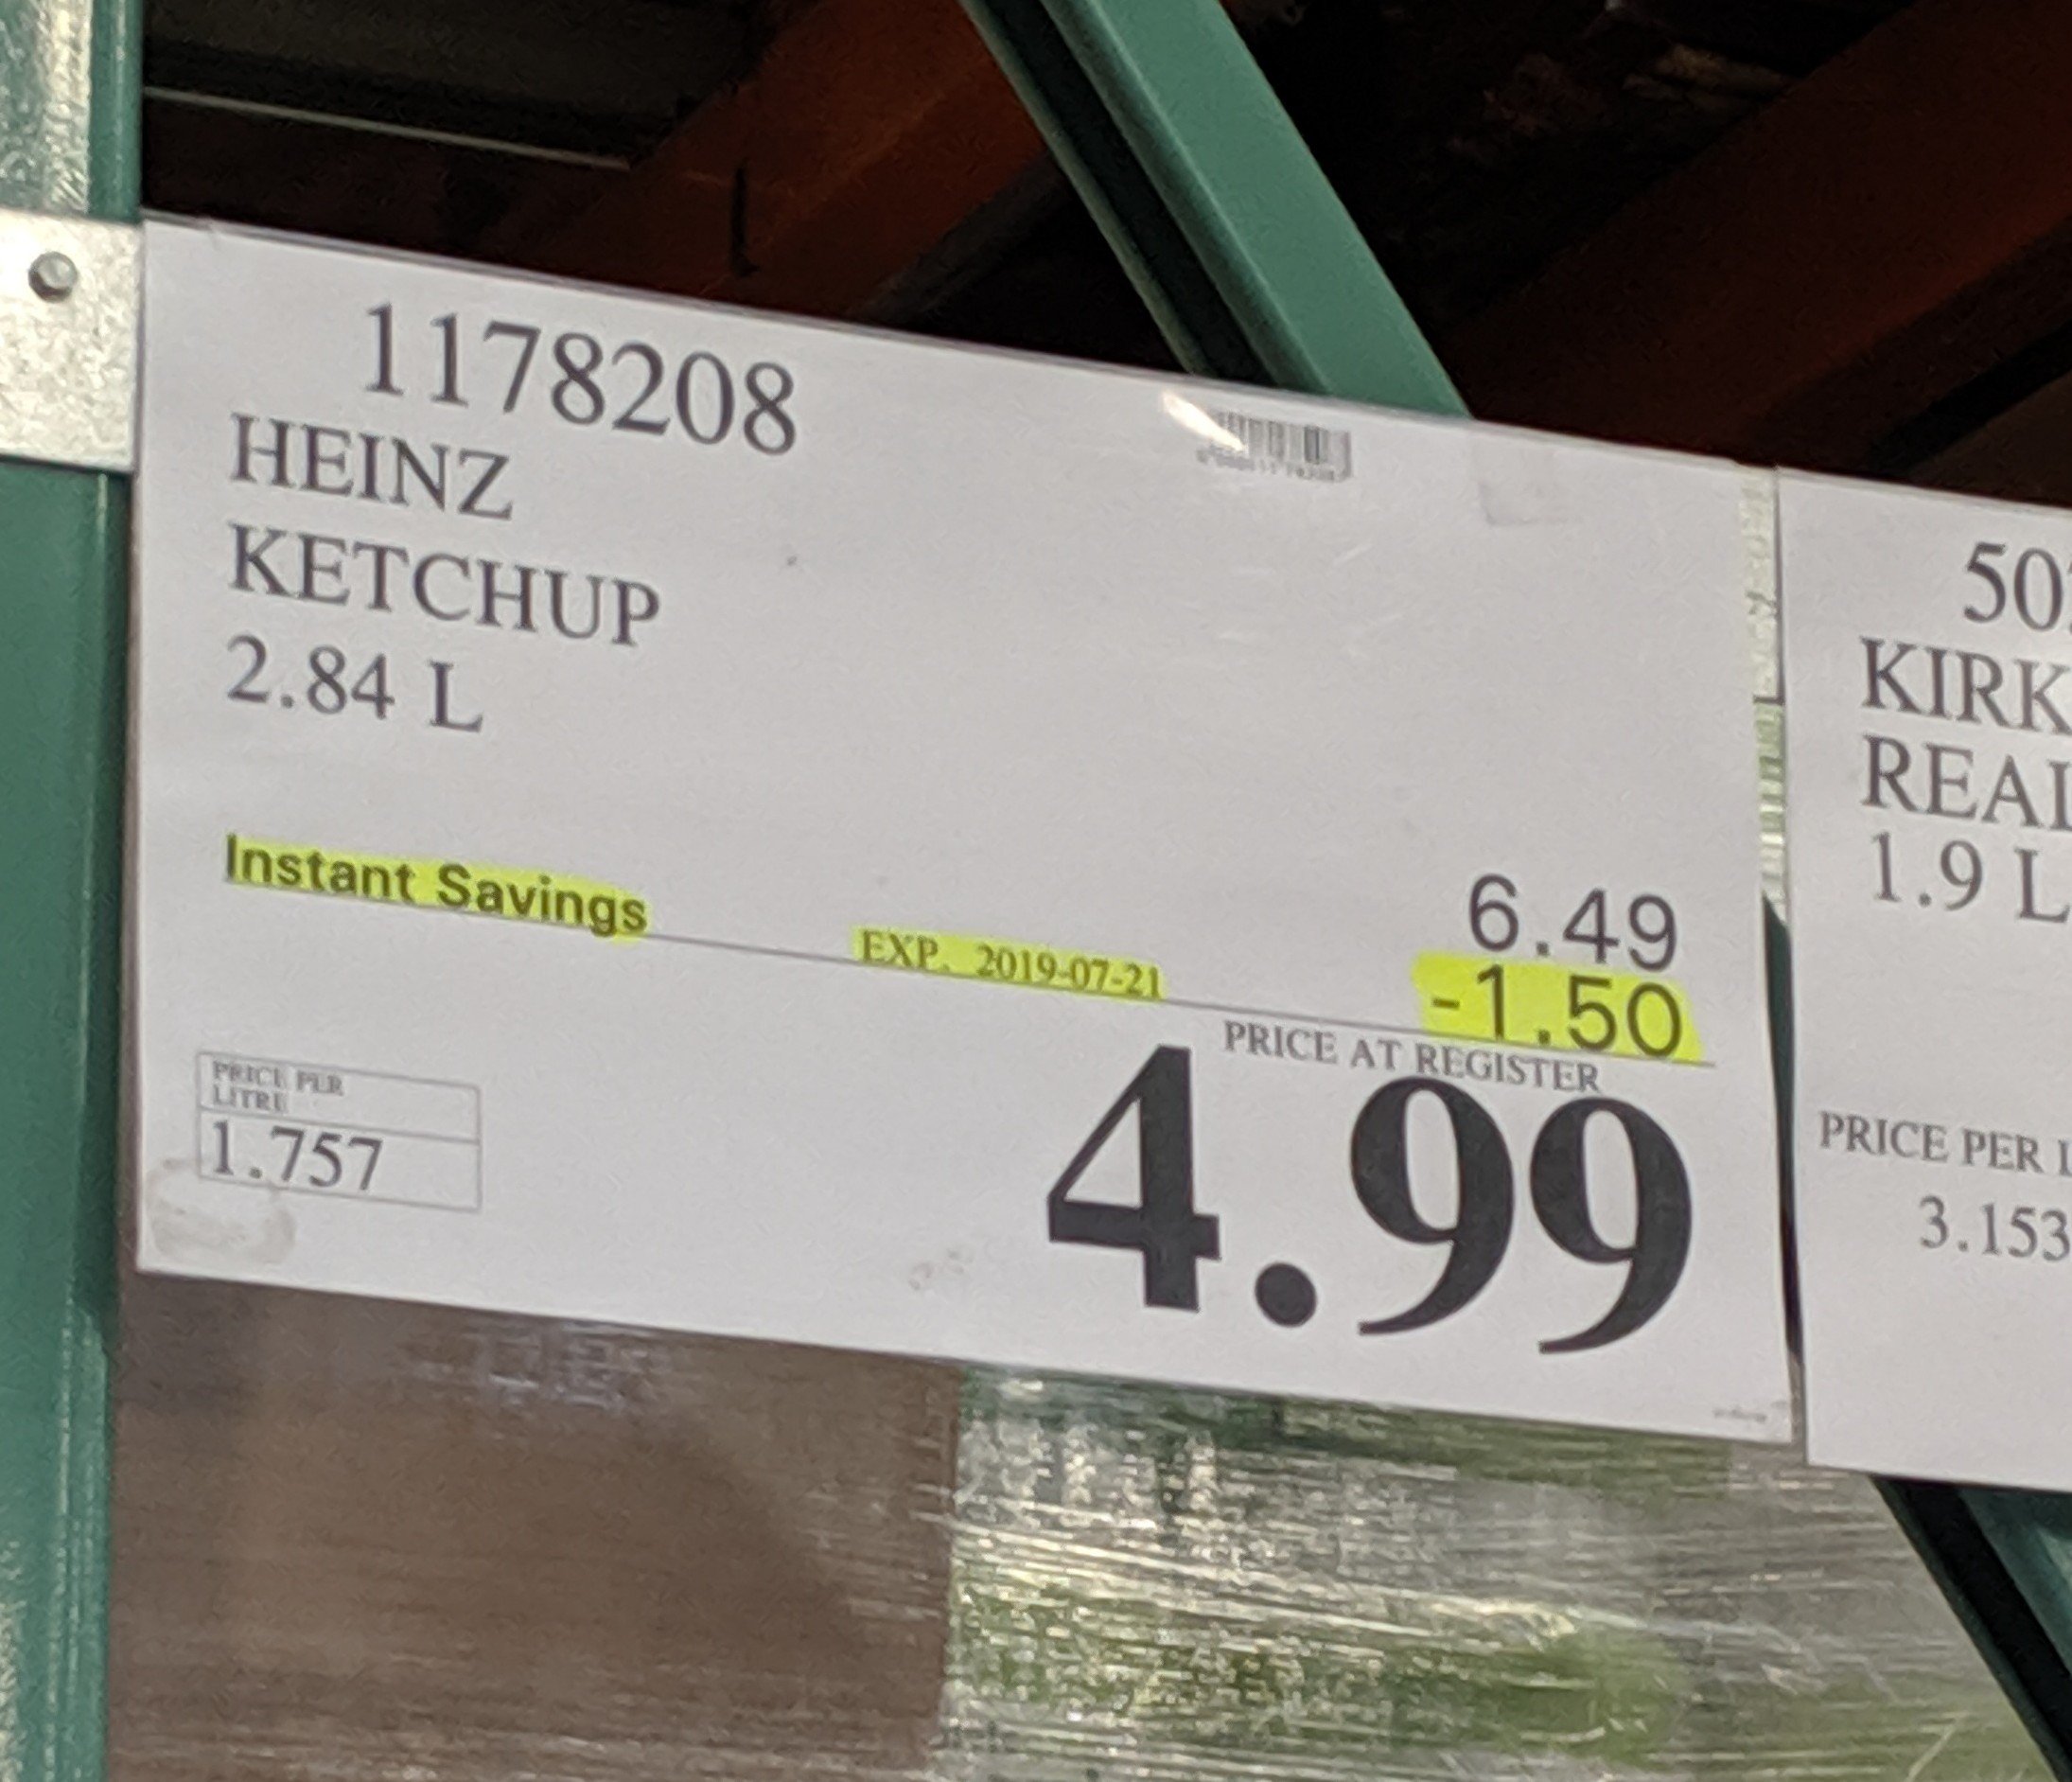 1178208
HEINZ
KETCHUP
2.84 L
Instant Savings
EXP. 2019-07-21
6.49
-1.50
PRICE AT REGISTER
4.99
PRICE PER
LITRE
1.757
50
KIRK
REAL
1.9 L
PRICE PER L
3.153